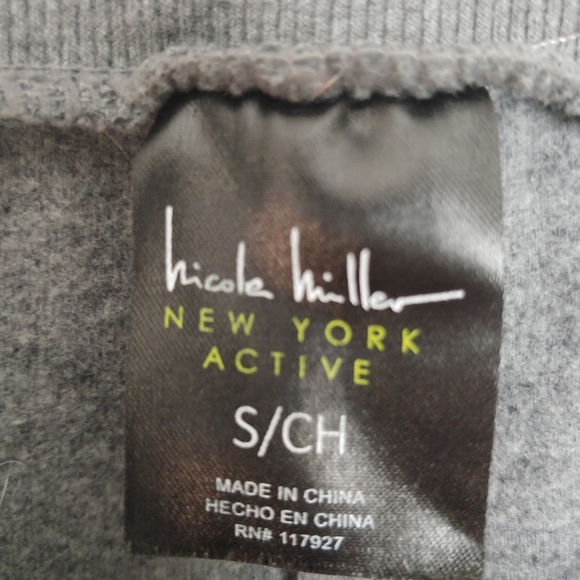 nicole miller
NEW YORK
ACTIVE
S/CH
MADE IN CHINA
HECHO EN CHINA
RN# 117927